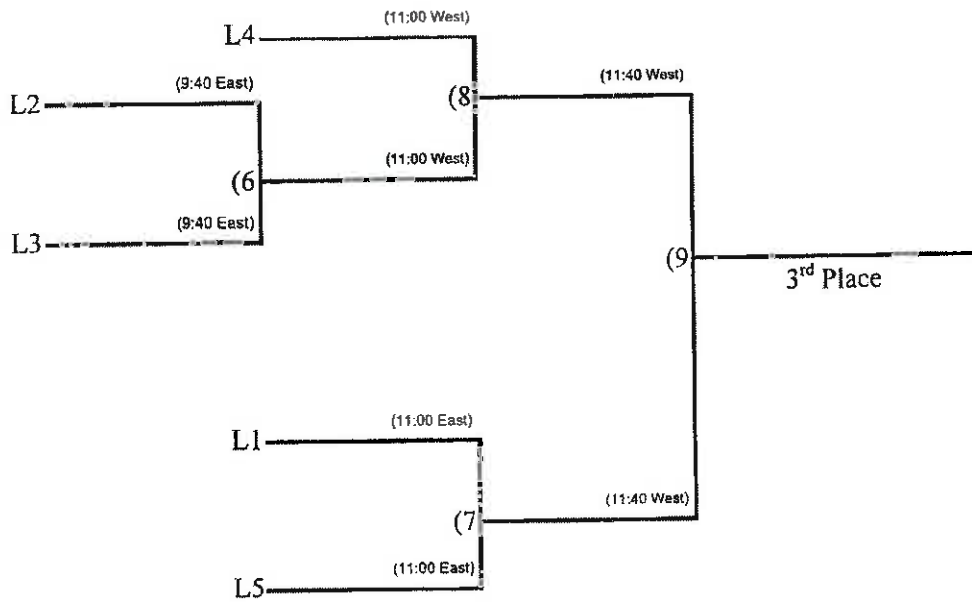 (11:00 West)
L4
(9:40 East)
(11:40 West)
L2
(8
(11:00 West)
(6
(9:40 East)
L3
(9
3rd Place
(11:00 East)
L1
(11:40 West)
(7
(11:00 East)
L5